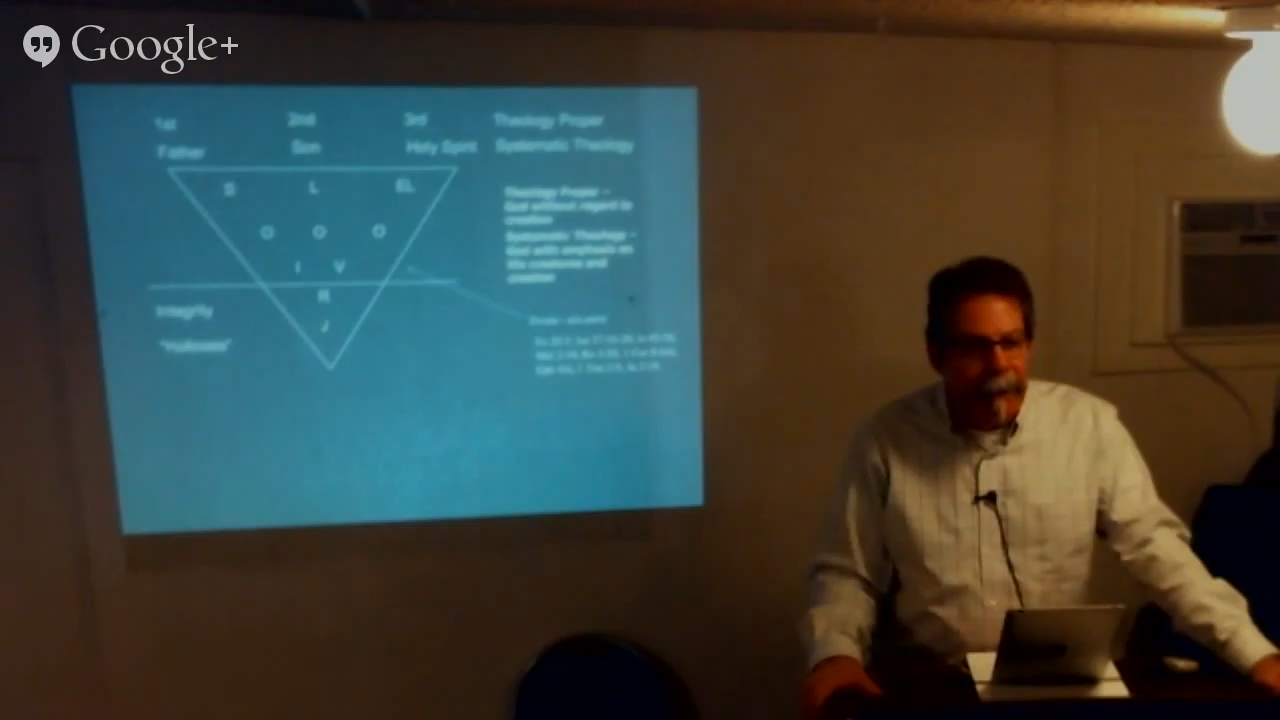 Google+
1st 2nd 3rd Theology Proper
Father Son Holy Spirit Systematic Theology
S L EL
Theology Proper –
God without regard to
creation
O O O
Systematic Theology –
God with emphasis on
His creatures and
creation
I V
R
Integrity
J
"Holiness"